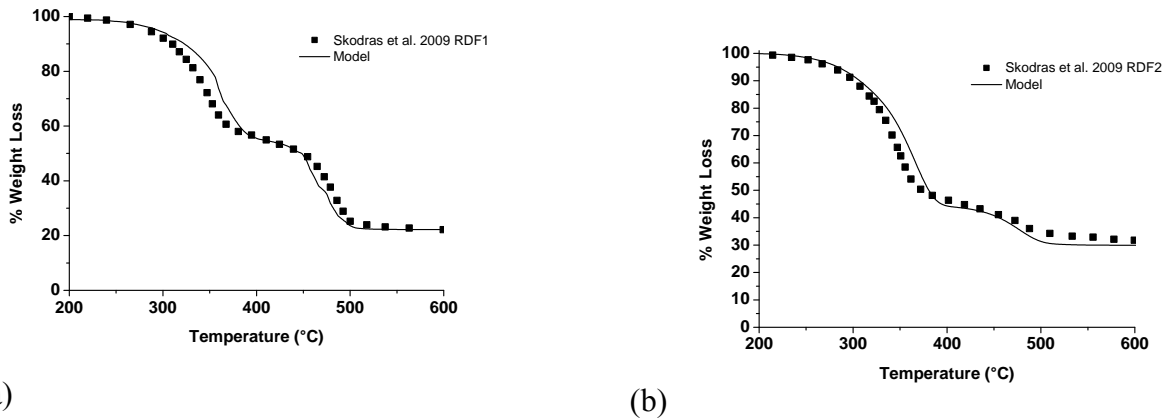 100
80
60
40
20
0
% Weight Loss
200 300 400 500 600
Temperature (°C)
Skodras et al. 2009 RDF1
Model
)
100
90
80
70
60
50
40
30
20
10
0
% Weight Loss
200 300 400 500 600
Temperature (°C)
Skodras et al. 2009 RDF2
Model
(b)